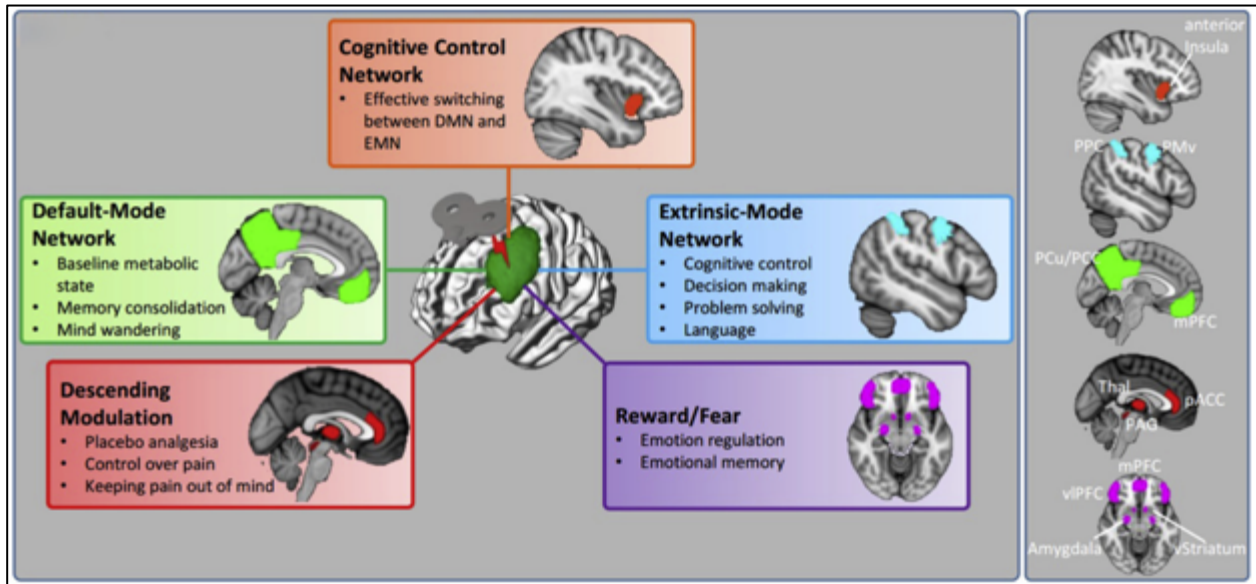 Cognitive Control
Network
• Effective switching
between DMN and
EMN
Default-Mode
Network
• Baseline metabolic
state
• Memory consolidation
• Mind wandering
Extrinsic-Mode
Network
• Cognitive control
• Decision making
• Problem solving
• Language
Descending
Modulation
• Placebo analgesia
• Control over pain
• Keeping pain out of mind
Reward/Fear
• Emotion regulation
• Emotional memory
anterior
Insula
PPC PMv
PCu/PCC
mPFC
Thal
pACC
PAG
mPFC
vlPFC
Amygdala vStriatum